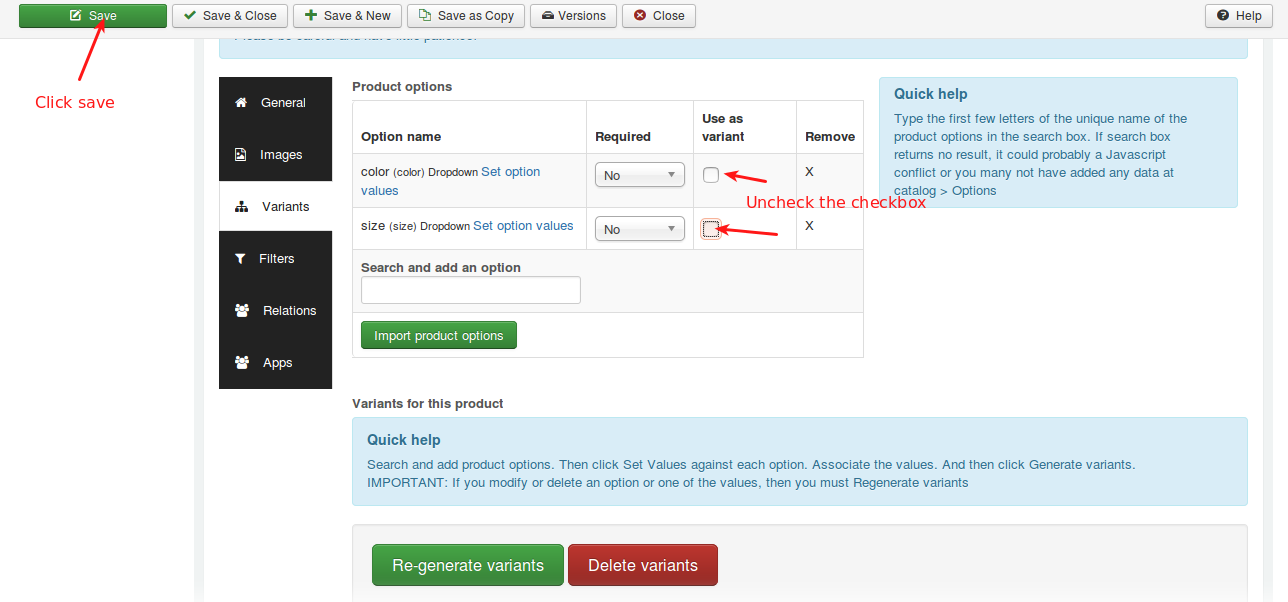 Save
Save & Close
Save & New
Save as Copy
Versions
Close
Help
Please be careful and have little patience.
Click save
General
Images
Variants
Filters
Relations
Apps
Product options
Option name
Required
Use as
variant
Remove
color (color) Dropdown Set option
values
No
X
size (size) Dropdown Set option values
No
X
Uncheck the checkbox
Search and add an option
Import product options
Quick help
Type the first few letters of the unique name of the
product options in the search box. If search box
returns no result, it could probably a Javascript
conflict or you many not have added any data at
catalog > Options
Variants for this product
Quick help
Search and add product options. Then click Set Values against each option. Associate the values. And then click Generate variants.
IMPORTANT: If you modify or delete an option or one of the values, then you must Regenerate variants
Re-generate variants
Delete variants